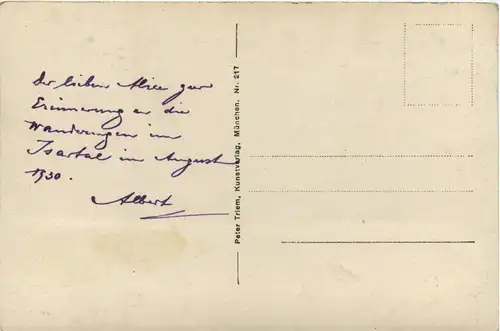 Der lieben Alice zur
Erinnerung an die
Wanderungen im
Isartal im August
1930.
Albert
Peter Triem, Kunstverlag, München. Nr. 217